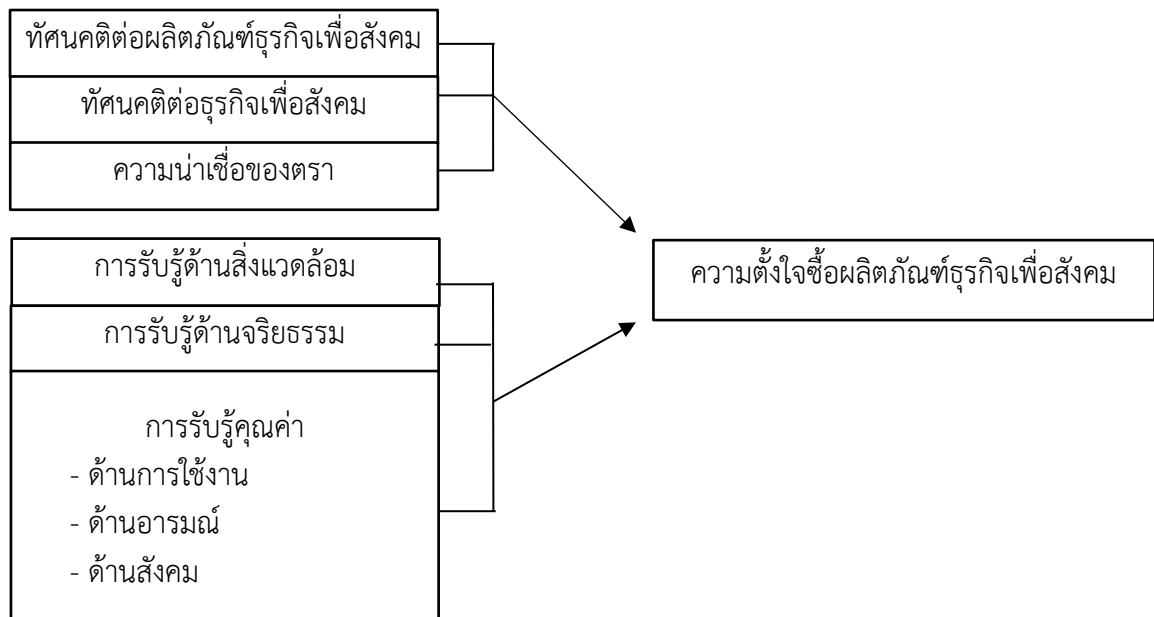 ทัศนคติต่อผลิตภัณฑ์ธุรกิจเพื่อสังคม
ทัศนคติต่อธุรกิจเพื่อสังคม
ความน่าเชื่อของตรา
การรับรู้ด้านสิ่งแวดล้อม
การรับรู้ด้านจริยธรรม
การรับรู้คุณค่า
- ด้านการใช้งาน
- ด้านอารมณ์
- ด้านสังคม
ความตั้งใจซื้อผลิตภัณฑ์ธุรกิจเพื่อสังคม